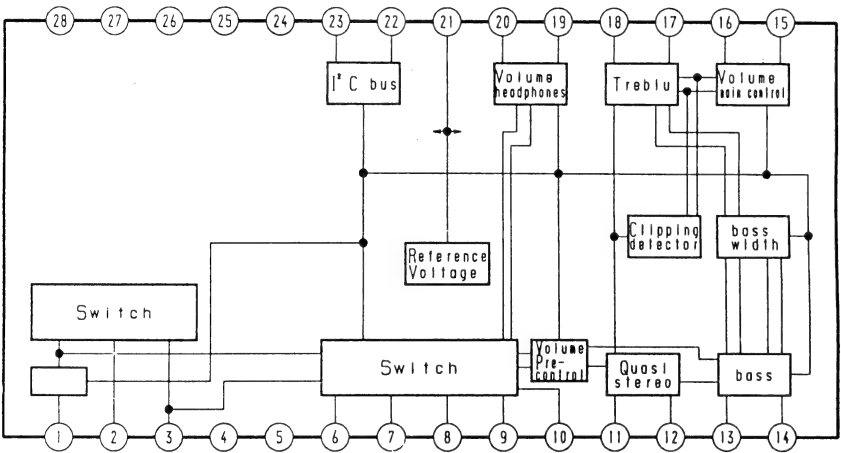 28 27 26 25 24 23 22 21 20 19 18 17 16 15
I²C bus
Volume
headphones
Treblu
Volume
main control
Clipping
detector
bass
width
Reference
Voltage
Switch
Switch
Volume
Pre-
control
Quasi
stereo
bass
1 2 3 4 5 6 7 8 9 10 11 12 13 14